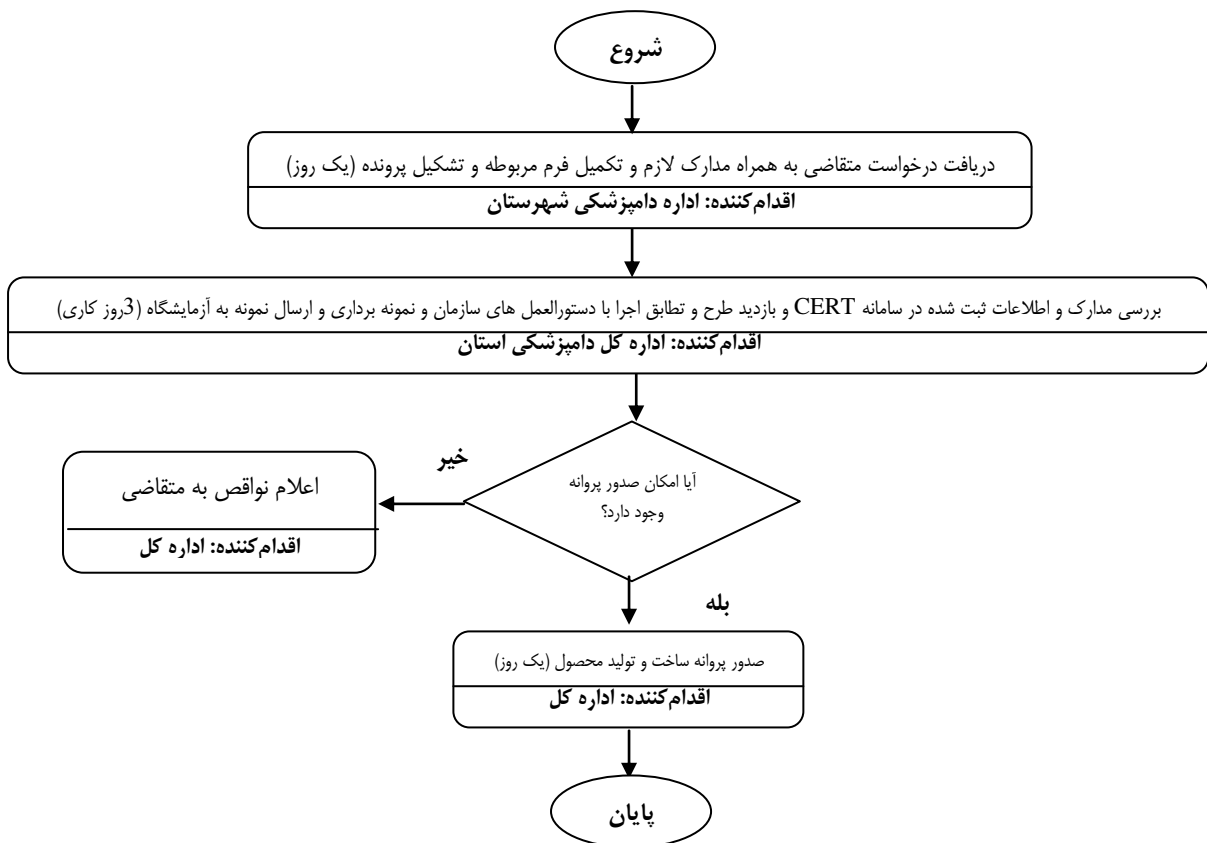 شروع
دریافت درخواست متقاضی به همراه مدارک لازم و تکمیل فرم مربوطه و تشکیل پرونده (یک روز)
اقدام‌کننده: اداره دامپزشکی شهرستان
بررسی مدارک و اطلاعات ثبت شده در سامانه CERT و بازدید طرح و تطابق اجرا با دستورالعمل های سازمان و نمونه برداری و ارسال نمونه به آزمایشگاه (3روز کاری)
اقدام‌کننده: اداره کل دامپزشکی استان
آیا امکان صدور پروانه
وجود دارد؟
خیر
اعلام نواقص به متقاضی
اقدام‌کننده: اداره کل
بله
صدور پروانه ساخت و تولید محصول (یک روز)
اقدام‌کننده: اداره کل
پایان